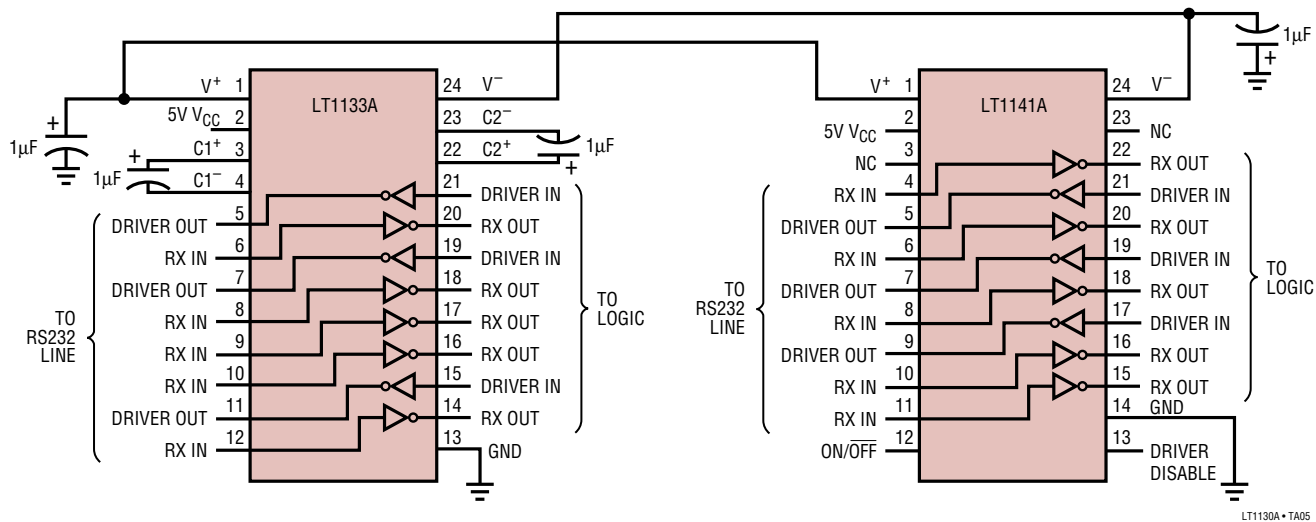 1µF
+
V+ 1
5V VCC 2
C1+ 3
C1− 4
+
1µF
+
1µF
LT1133A
24 V−
23 C2−
22 C2+
1µF
+
21 DRIVER IN
20 RX OUT
19 DRIVER IN
18 RX OUT
17 RX OUT
16 RX OUT
15 DRIVER IN
14 RX OUT
13 GND
DRIVER OUT 5
RX IN 6
DRIVER OUT 7
RX IN 8
RX IN 9
RX IN 10
DRIVER OUT 11
RX IN 12
TO
RS232
LINE
TO
LOGIC
LT1141A
V+ 1
5V VCC 2
NC 3
RX IN 4
DRIVER OUT 5
RX IN 6
DRIVER OUT 7
RX IN 8
DRIVER OUT 9
RX IN 10
RX IN 11
ON/OFF 12
TO
RS232
LINE
24 V−
23 NC
22 RX OUT
21 DRIVER IN
20 RX OUT
19 DRIVER IN
18 RX OUT
17 DRIVER IN
16 RX OUT
15 RX OUT
14 GND
13 DRIVER
DISABLE
TO
LOGIC
LT1130A • TA05